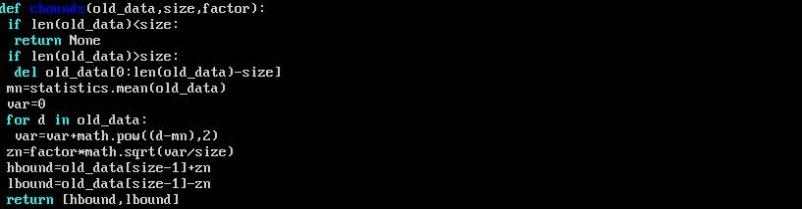 def cbounds(old_data,size,factor):
 if len(old_data)<size:
  return None
 if len(old_data)>size:
  del old_data[0:len(old_data)-size]
 mn=statistics.mean(old_data)
 var=0
 for d in old_data:
  var=var+math.pow((d-mn),2)
 zn=factor*math.sqrt(var/size)
 hbound=old_data[size-1]+zn
 lbound=old_data[size-1]-zn
 return [hbound,lbound]